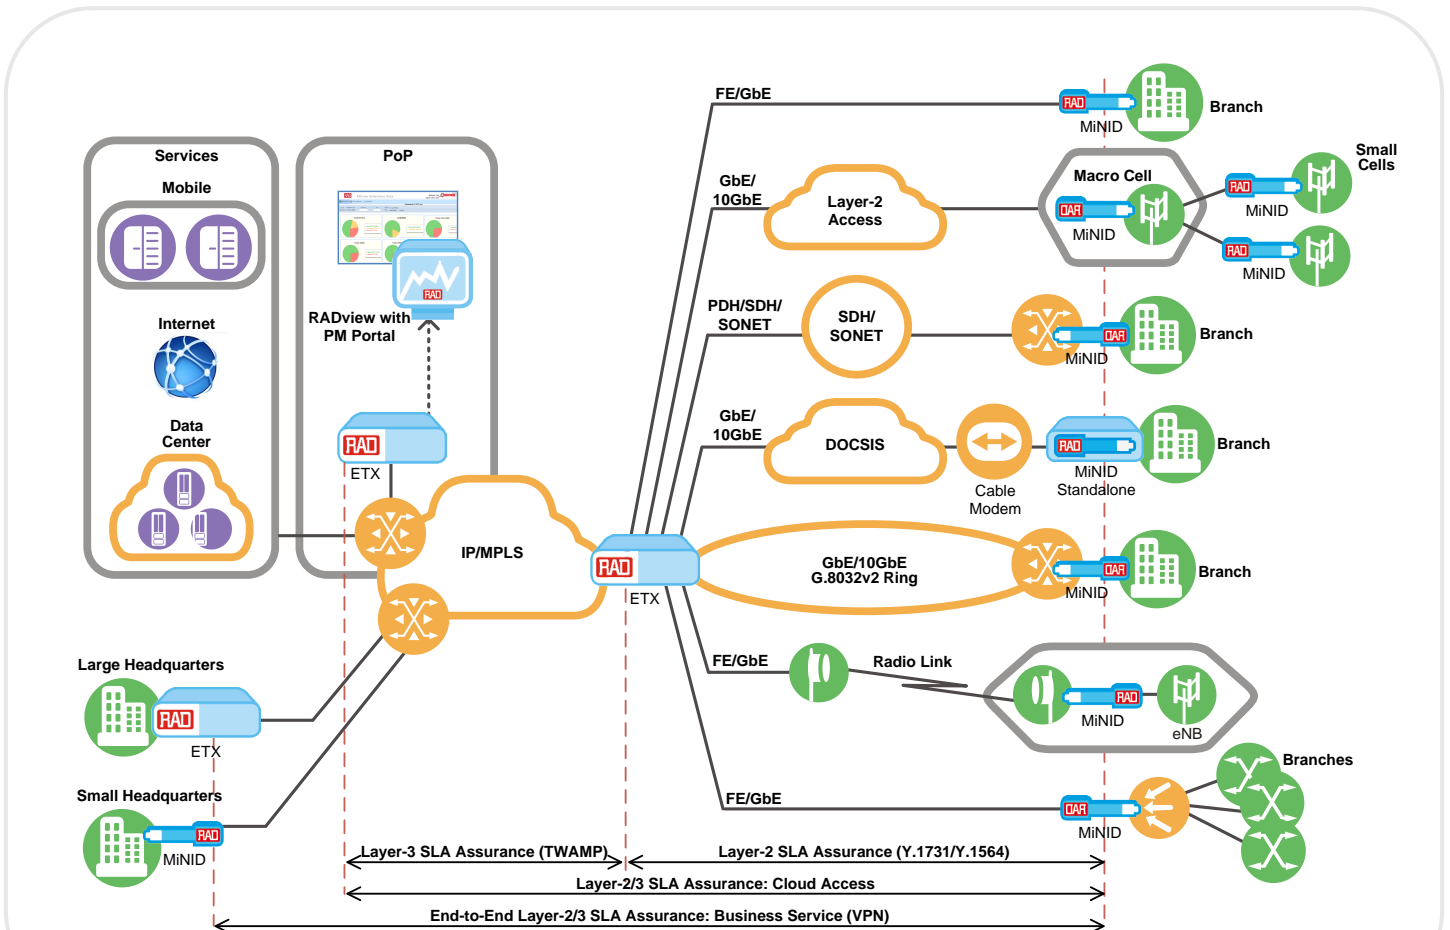 Services
Mobile
Internet
Data
Center
PoP
RAD
RADview with
PM Portal
RAD
ETX
IP/MPLS
RAD
ETX
Large Headquarters
RAD
ETX
Small Headquarters
RAD
MiNID
FE/GbE
RAD
MiNID
Branch
GbE/
10GbE
Layer-2
Access
Macro Cell
RAD
MiNID
Small
Cells
RAD
MiNID
RAD
MiNID
PDH/SDH/
SONET
SDH/
SONET
RAD
MiNID
Branch
GbE/
10GbE
DOCSIS
Cable
Modem
RAD
MiNID
Standalone
Branch
GbE/10GbE
G.8032v2 Ring
RAD
MiNID
Branch
FE/GbE
Radio Link
RAD
MiNID
eNB
FE/GbE
RAD
MiNID
Branches
Layer-3 SLA Assurance (TWAMP)
Layer-2 SLA Assurance (Y.1731/Y.1564)
Layer-2/3 SLA Assurance: Cloud Access
End-to-End Layer-2/3 SLA Assurance: Business Service (VPN)